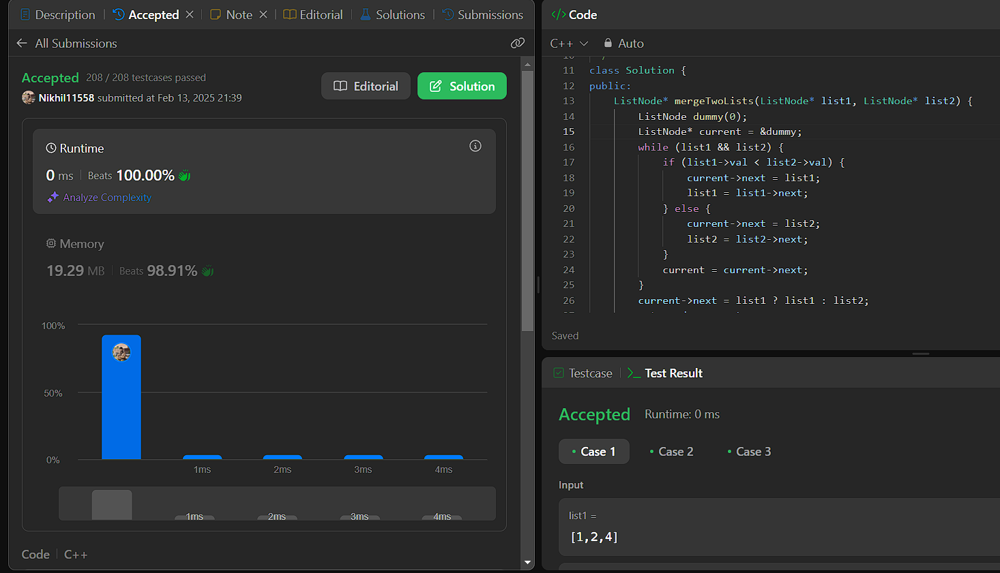 Description
Accepted
Note
Editorial
Solutions
Submissions
All Submissions
Accepted 208 / 208 testcases passed
Nikhil11558 submitted at Feb 13, 2025 21:39
Editorial
Solution
Runtime
0 ms | Beats 100.00%
Analyze Complexity
Memory
19.29 MB | Beats 98.91%
100%
50%
0%
1ms 2ms 3ms 4ms
1ms 2ms 3ms 4ms
Code | C++
</> Code
C++ Auto
11 class Solution {
12 public:
13 ListNode* mergeTwoLists(ListNode* list1, ListNode* list2) {
14 ListNode dummy(0);
15 ListNode* current = &dummy;
16 while (list1 && list2) {
17 if (list1->val < list2->val) {
18 current->next = list1;
19 list1 = list1->next;
20 } else {
21 current->next = list2;
22 list2 = list2->next;
23 }
24 current = current->next;
25 }
26 current->next = list1 ? list1 : list2;
Saved
Testcase
>_ Test Result
Accepted Runtime: 0 ms
• Case 1 • Case 2 • Case 3
Input
list1 =
[1,2,4]